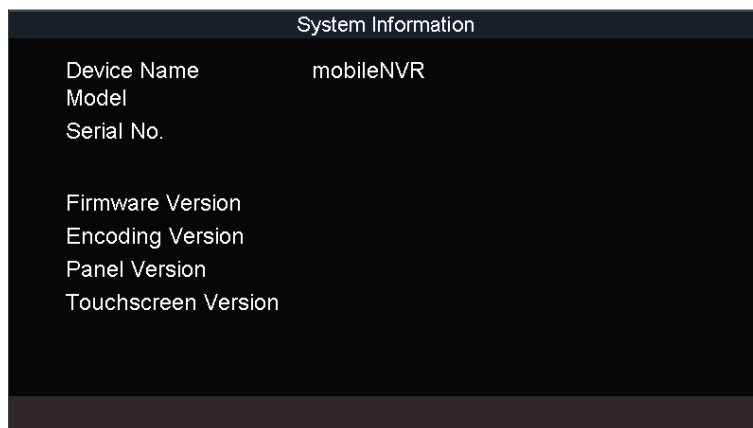 System Information
Device Name mobileNVR
Model
Serial No.
Firmware Version
Encoding Version
Panel Version
Touchscreen Version